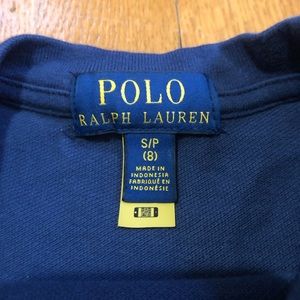 POLO
RALPH LAUREN
S/P
(8)
MADE IN
INDONESIA
FABRIQUÉ EN
INDONÉSIE